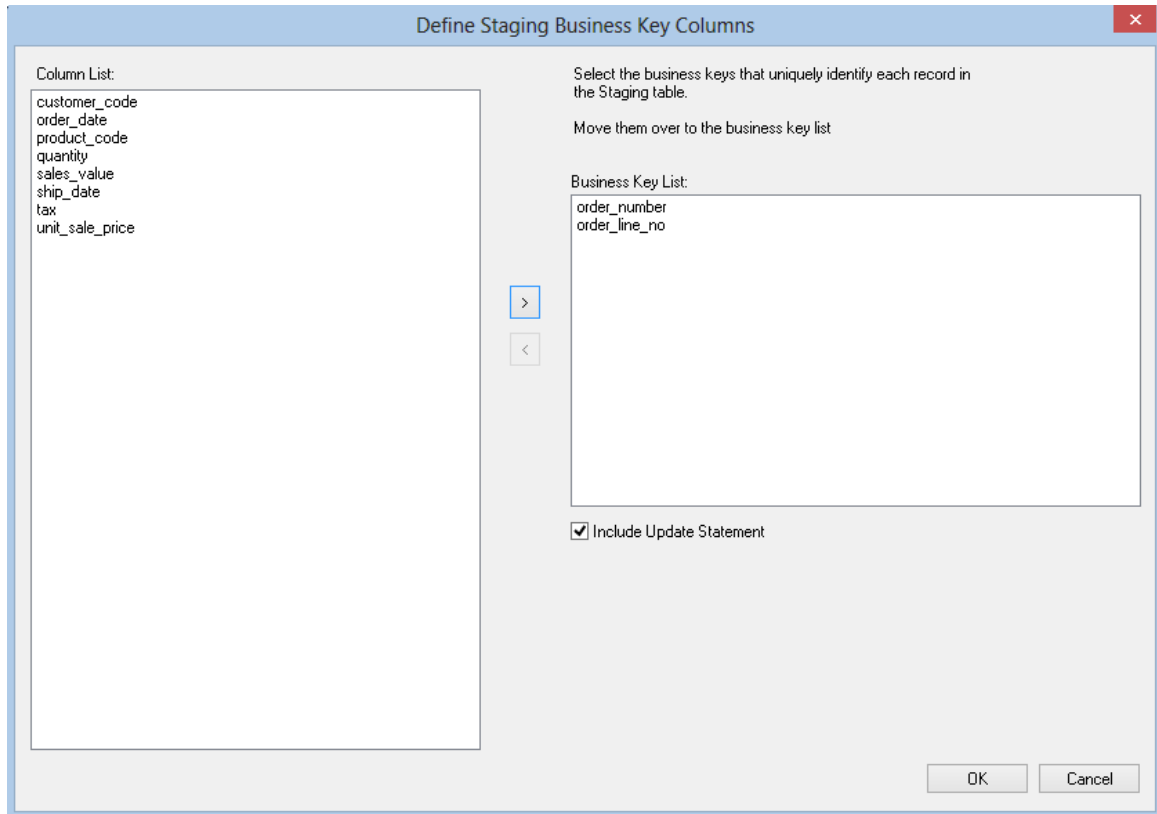 Define Staging Business Key Columns
Column List:
customer_code
order_date
product_code
quantity
sales_value
ship_date
tax
unit_sale_price
>
<
Select the business keys that uniquely identify each record in
the Staging table.
Move them over to the business key list
Business Key List:
order_number
order_line_no
Include Update Statement
OK
Cancel